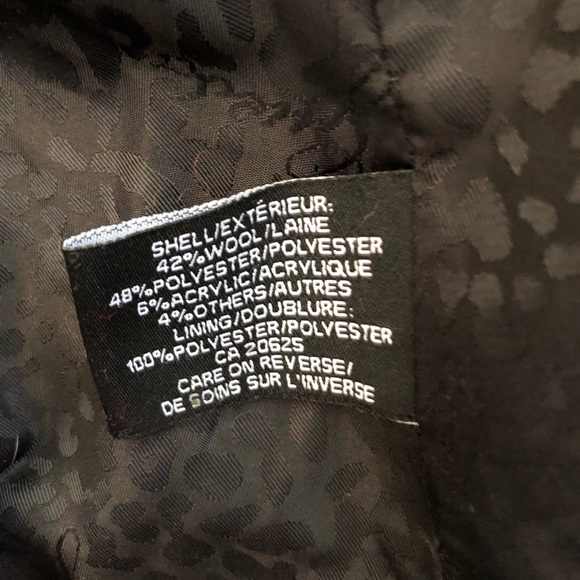 SHELL/EXTÉRIEUR:
42%WOOL/LAINE
48%POLYESTER/POLYESTER
6%ACRYLIC/ACRYLIQUE
4%OTHERS/AUTRES
LINING/DOUBLURE:
100%POLYESTER/POLYESTER
CA 20625
CARE ON REVERSE/
DE SOINS SUR L'INVERSE